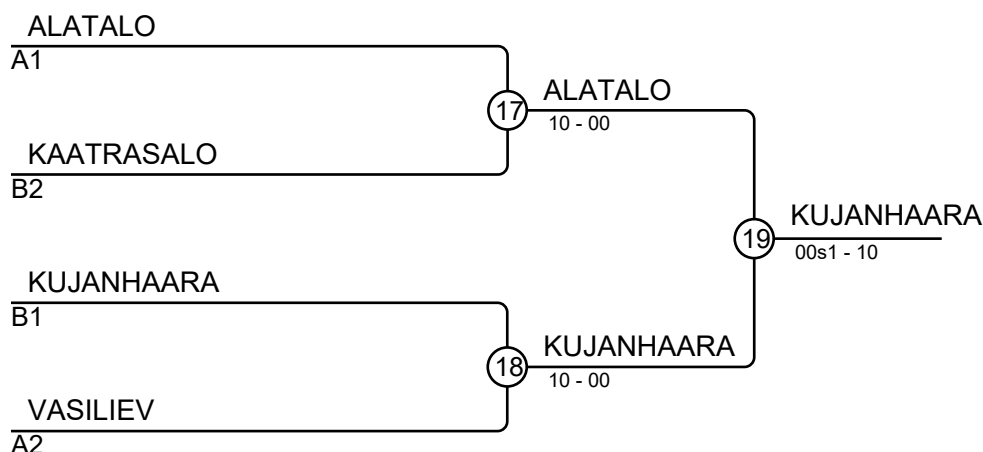 ALATALO
A1
17
ALATALO
10 - 00
KAATRASALO
B2
19
KUJANHAARA
00s1 - 10
KUJANHAARA
B1
18
KUJANHAARA
10 - 00
VASILIEV
A2